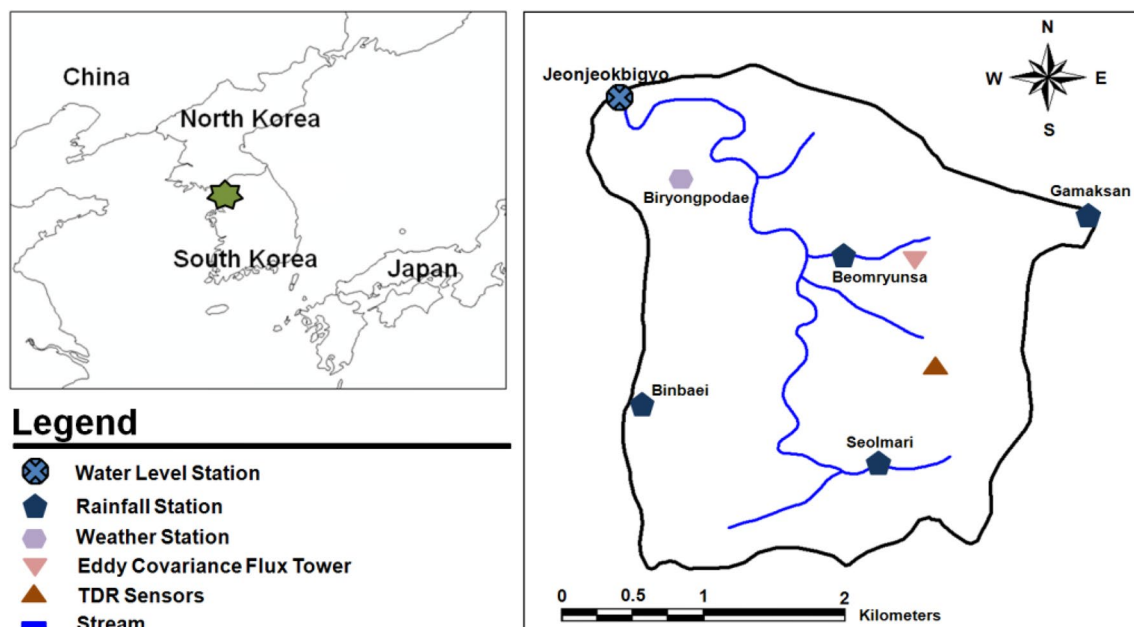 China
North Korea
South Korea
Japan
Legend
Water Level Station
Rainfall Station
Weather Station
Eddy Covariance Flux Tower
TDR Sensors
Stream
Jeonjeokbigyo
N
W
E
S
Biryongpodae
Gamaksan
Beomryunsa
Binbaei
Seolmari
0 0.5 1 2
Kilometers